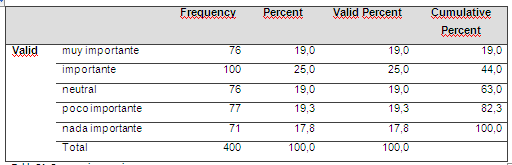 Frequency Percent Valid Percent Cumulative Percent
Valid muy importante 76 19,0 19,0 19,0
importante 100 25,0 25,0 44,0
neutral 76 19,0 19,0 63,0
poco importante 77 19,3 19,3 82,3
nada importante 71 17,8 17,8 100,0
Total 400 100,0 100,0